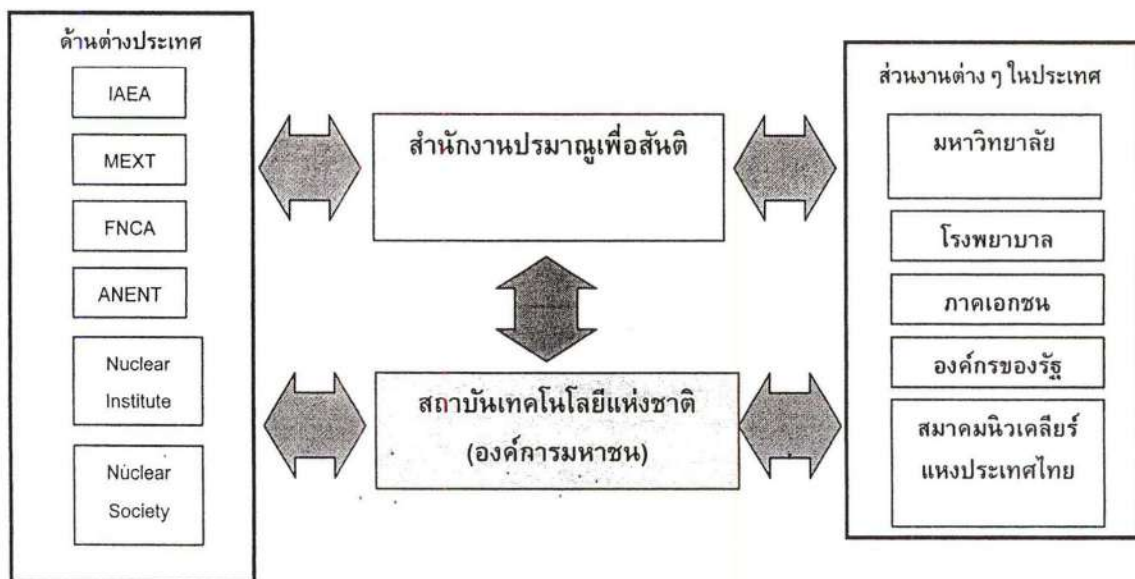 ด้านต่างประเทศ
IAEA
MEXT
FNCA
ANENT
Nuclear
Institute
Nuclear
Society
สำนักงานปรมาณูเพื่อสันติ
สถาบันเทคโนโลยีแห่งชาติ
(องค์การมหาชน)
ส่วนงานต่าง ๆ ในประเทศ
มหาวิทยาลัย
โรงพยาบาล
ภาคเอกชน
องค์กรของรัฐ
สมาคมนิวเคลียร์
แหงประเทศไทย